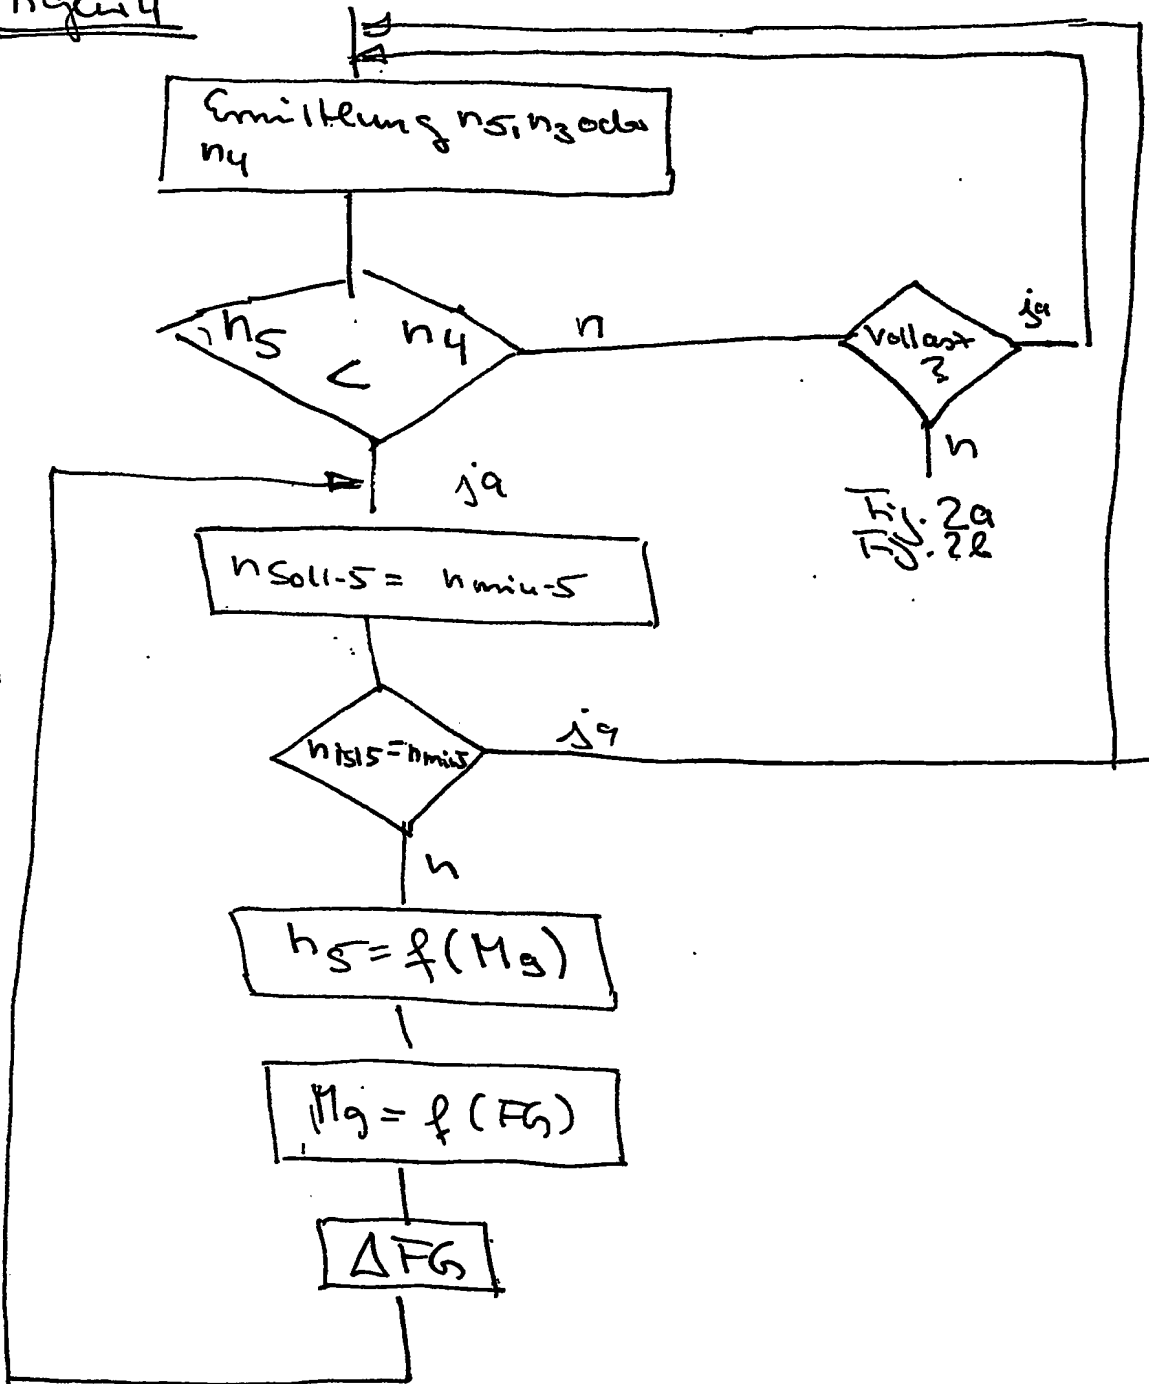 Ermittlung n5, n3 oder
n4
n5 < n4
n
Vollast
?
ja
n
Fig. 2a
Fig. 2b
ja
nSoll-5 = nmin-5
nist5 = nmin5
ja
n
n5 = f(Mg)
Mg = f(FG)
ΔFG